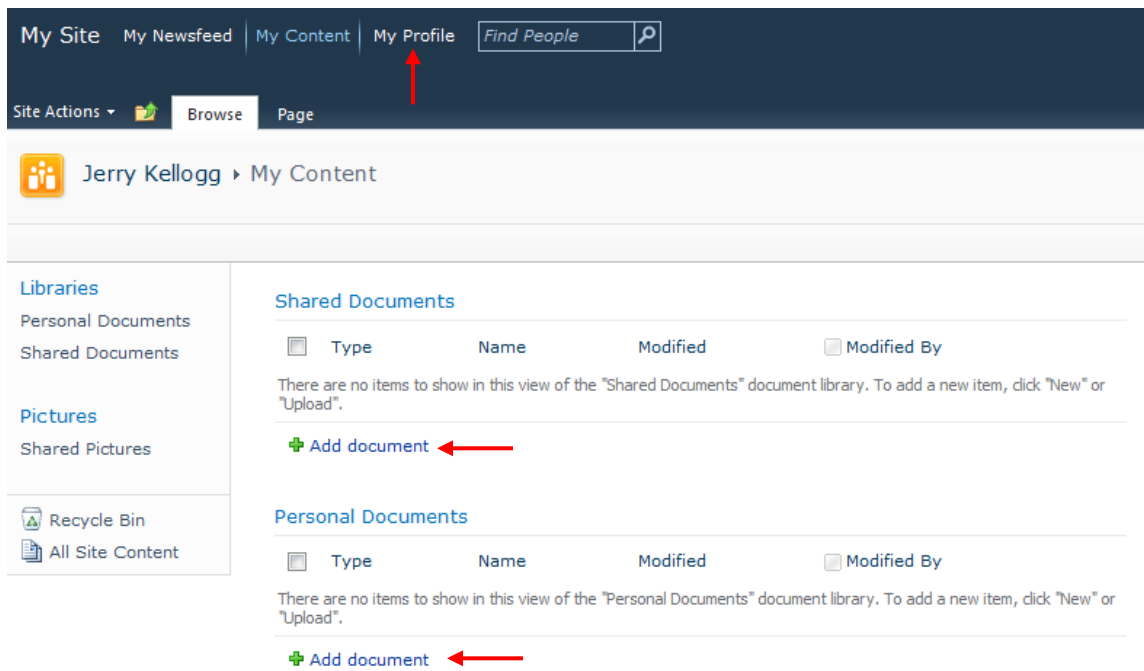 My Site My Newsfeed My Content My Profile Find People
Site Actions Browse Page
Jerry Kellogg My Content
Libraries
Personal Documents
Shared Documents
Pictures
Shared Pictures
Recycle Bin
All Site Content
Shared Documents
Type Name Modified Modified By
There are no items to show in this view of the "Shared Documents" document library. To add a new item, click "New" or
"Upload".
Add document
Personal Documents
Type Name Modified Modified By
There are no items to show in this view of the "Personal Documents" document library. To add a new item, click "New" or
"Upload".
Add document